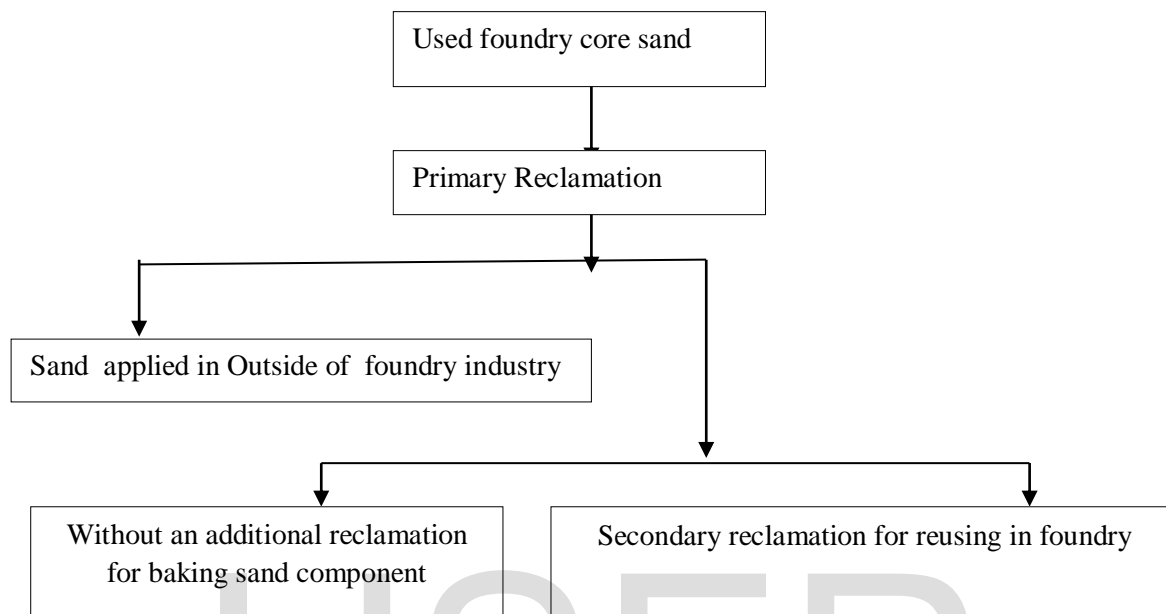 Used foundry core sand
Primary Reclamation
Sand applied in Outside of foundry industry
Without an additional reclamation
for baking sand component
Secondary reclamation for reusing in foundry